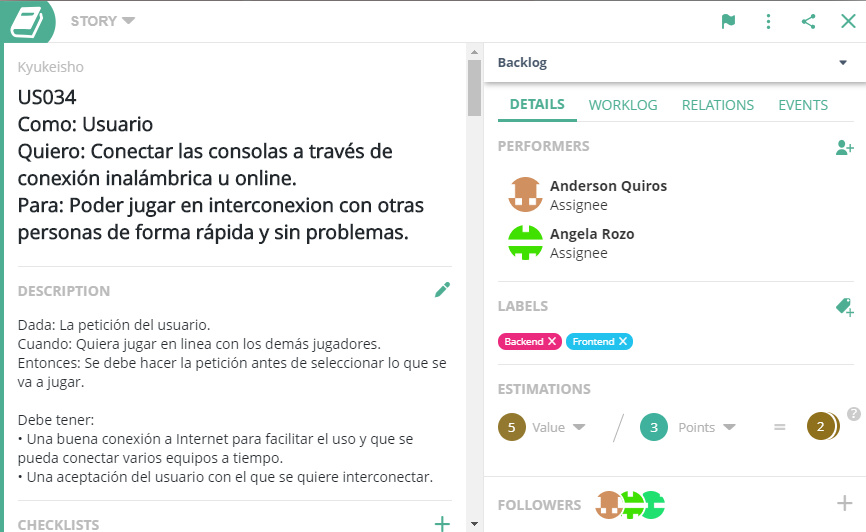 STORY
Kyukeisho
US034
Como: Usuario
Quiero: Conectar las consolas a través de
conexión inalámbrica u online.
Para: Poder jugar en interconexion con otras
personas de forma rápida y sin problemas.
DESCRIPTION
Dada: La petición del usuario.
Cuando: Quiera jugar en linea con los demás jugadores.
Entonces: Se debe hacer la petición antes de seleccionar lo que se
va a jugar.
Debe tener:
• Una buena conexión a Internet para facilitar el uso y que se
pueda conectar varios equipos a tiempo.
• Una aceptación del usuario con el que se quiere interconectar.
CHECKLISTS
Backlog
DETAILS WORKLOG RELATIONS EVENTS
PERFORMERS
Anderson Quiros
Assignee
Angela Rozo
Assignee
LABELS
Backend Frontend
ESTIMATIONS
5 Value / 3 Points = 2 ?
FOLLOWERS